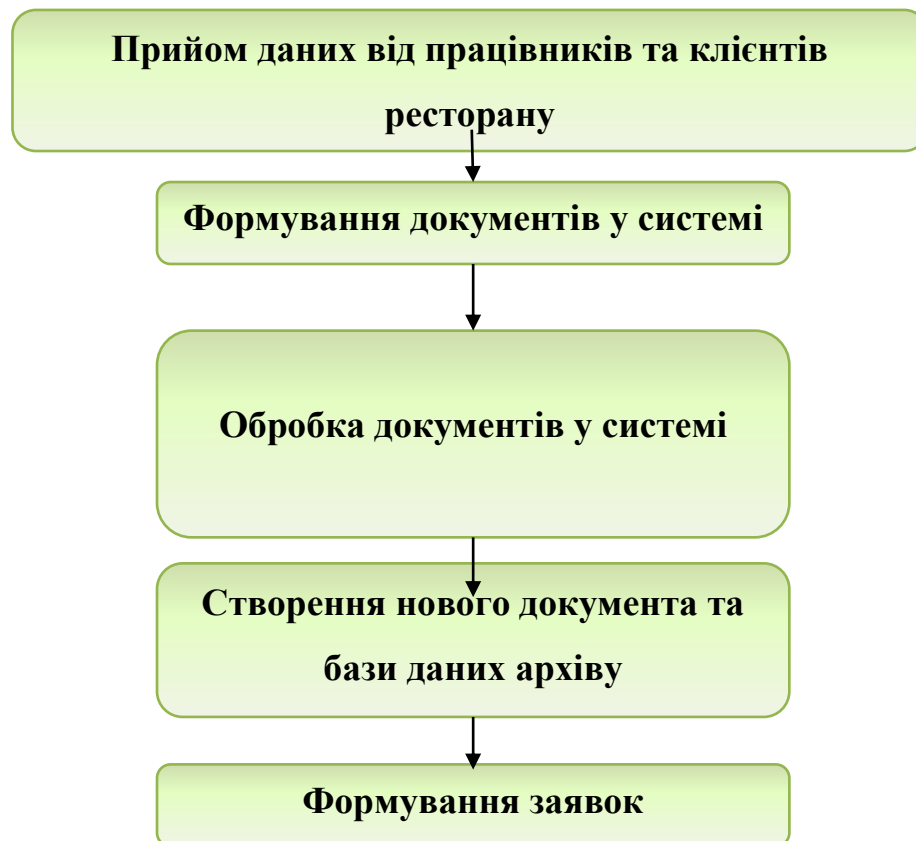 Прийом даних від працівників та клієнтів
ресторану
Формування документів у системі
Обробка документів у системі
Створення нового документа та
бази даних архіву
Формування заявок